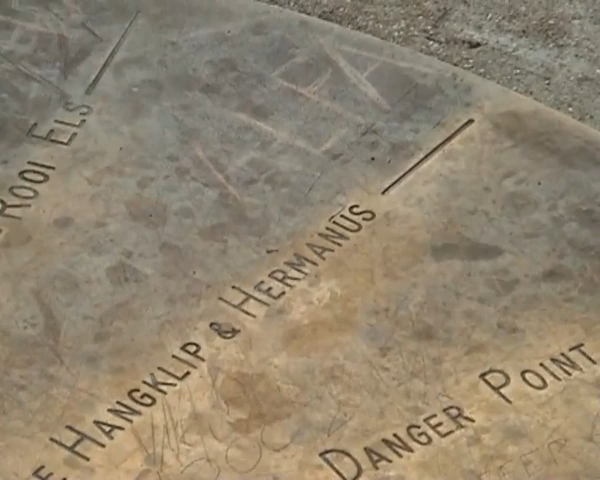 ROOI ELS
E HANGKLIP & HERMANUS
DANGER POINT